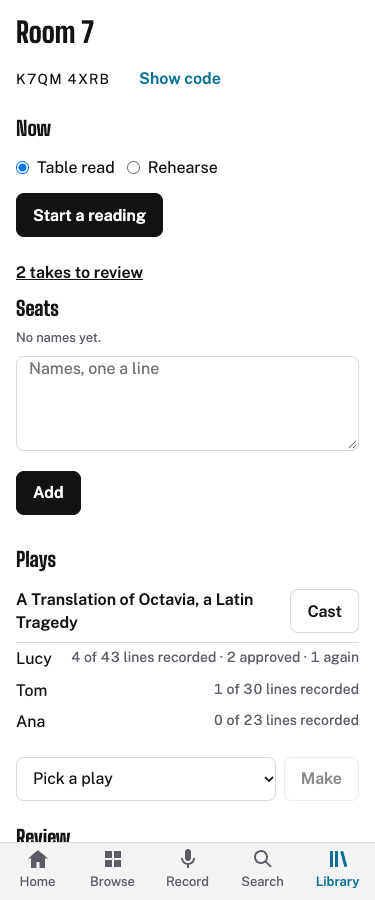 Room 7
K7QM 4XRB Show code
Now
Table read Rehearse
Start a reading
2 takes to review
Seats
No names yet.
Names, one a line
Add
Plays
A Translation of Octavia, a Latin
Tragedy
Cast
Lucy 4 of 43 lines recorded · 2 approved · 1 again
Tom 1 of 30 lines recorded
Ana 0 of 23 lines recorded
Pick a play Make
Review
Home Browse Record Search Library